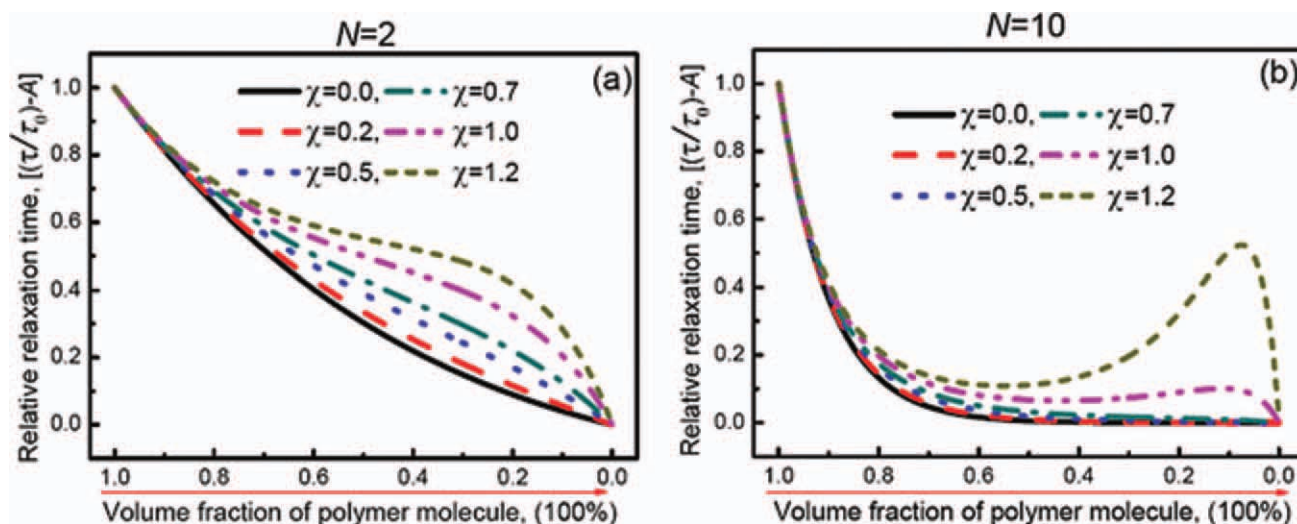 N=2
(a)
χ=0.0, χ=0.7
χ=0.2, χ=1.0
χ=0.5, χ=1.2
Relative relaxation time, [(τ/τ0)-A]
1.0
0.8
0.6
0.4
0.2
0.0
1.0 0.8 0.6 0.4 0.2 0.0
Volume fraction of polymer molecule, (100%)
N=10
(b)
χ=0.0, χ=0.7
χ=0.2, χ=1.0
χ=0.5, χ=1.2
Relative relaxation time, [(τ/τ0)-A]
1.0
0.8
0.6
0.4
0.2
0.0
1.0 0.8 0.6 0.4 0.2 0.0
Volume fraction of polymer molecule, (100%)